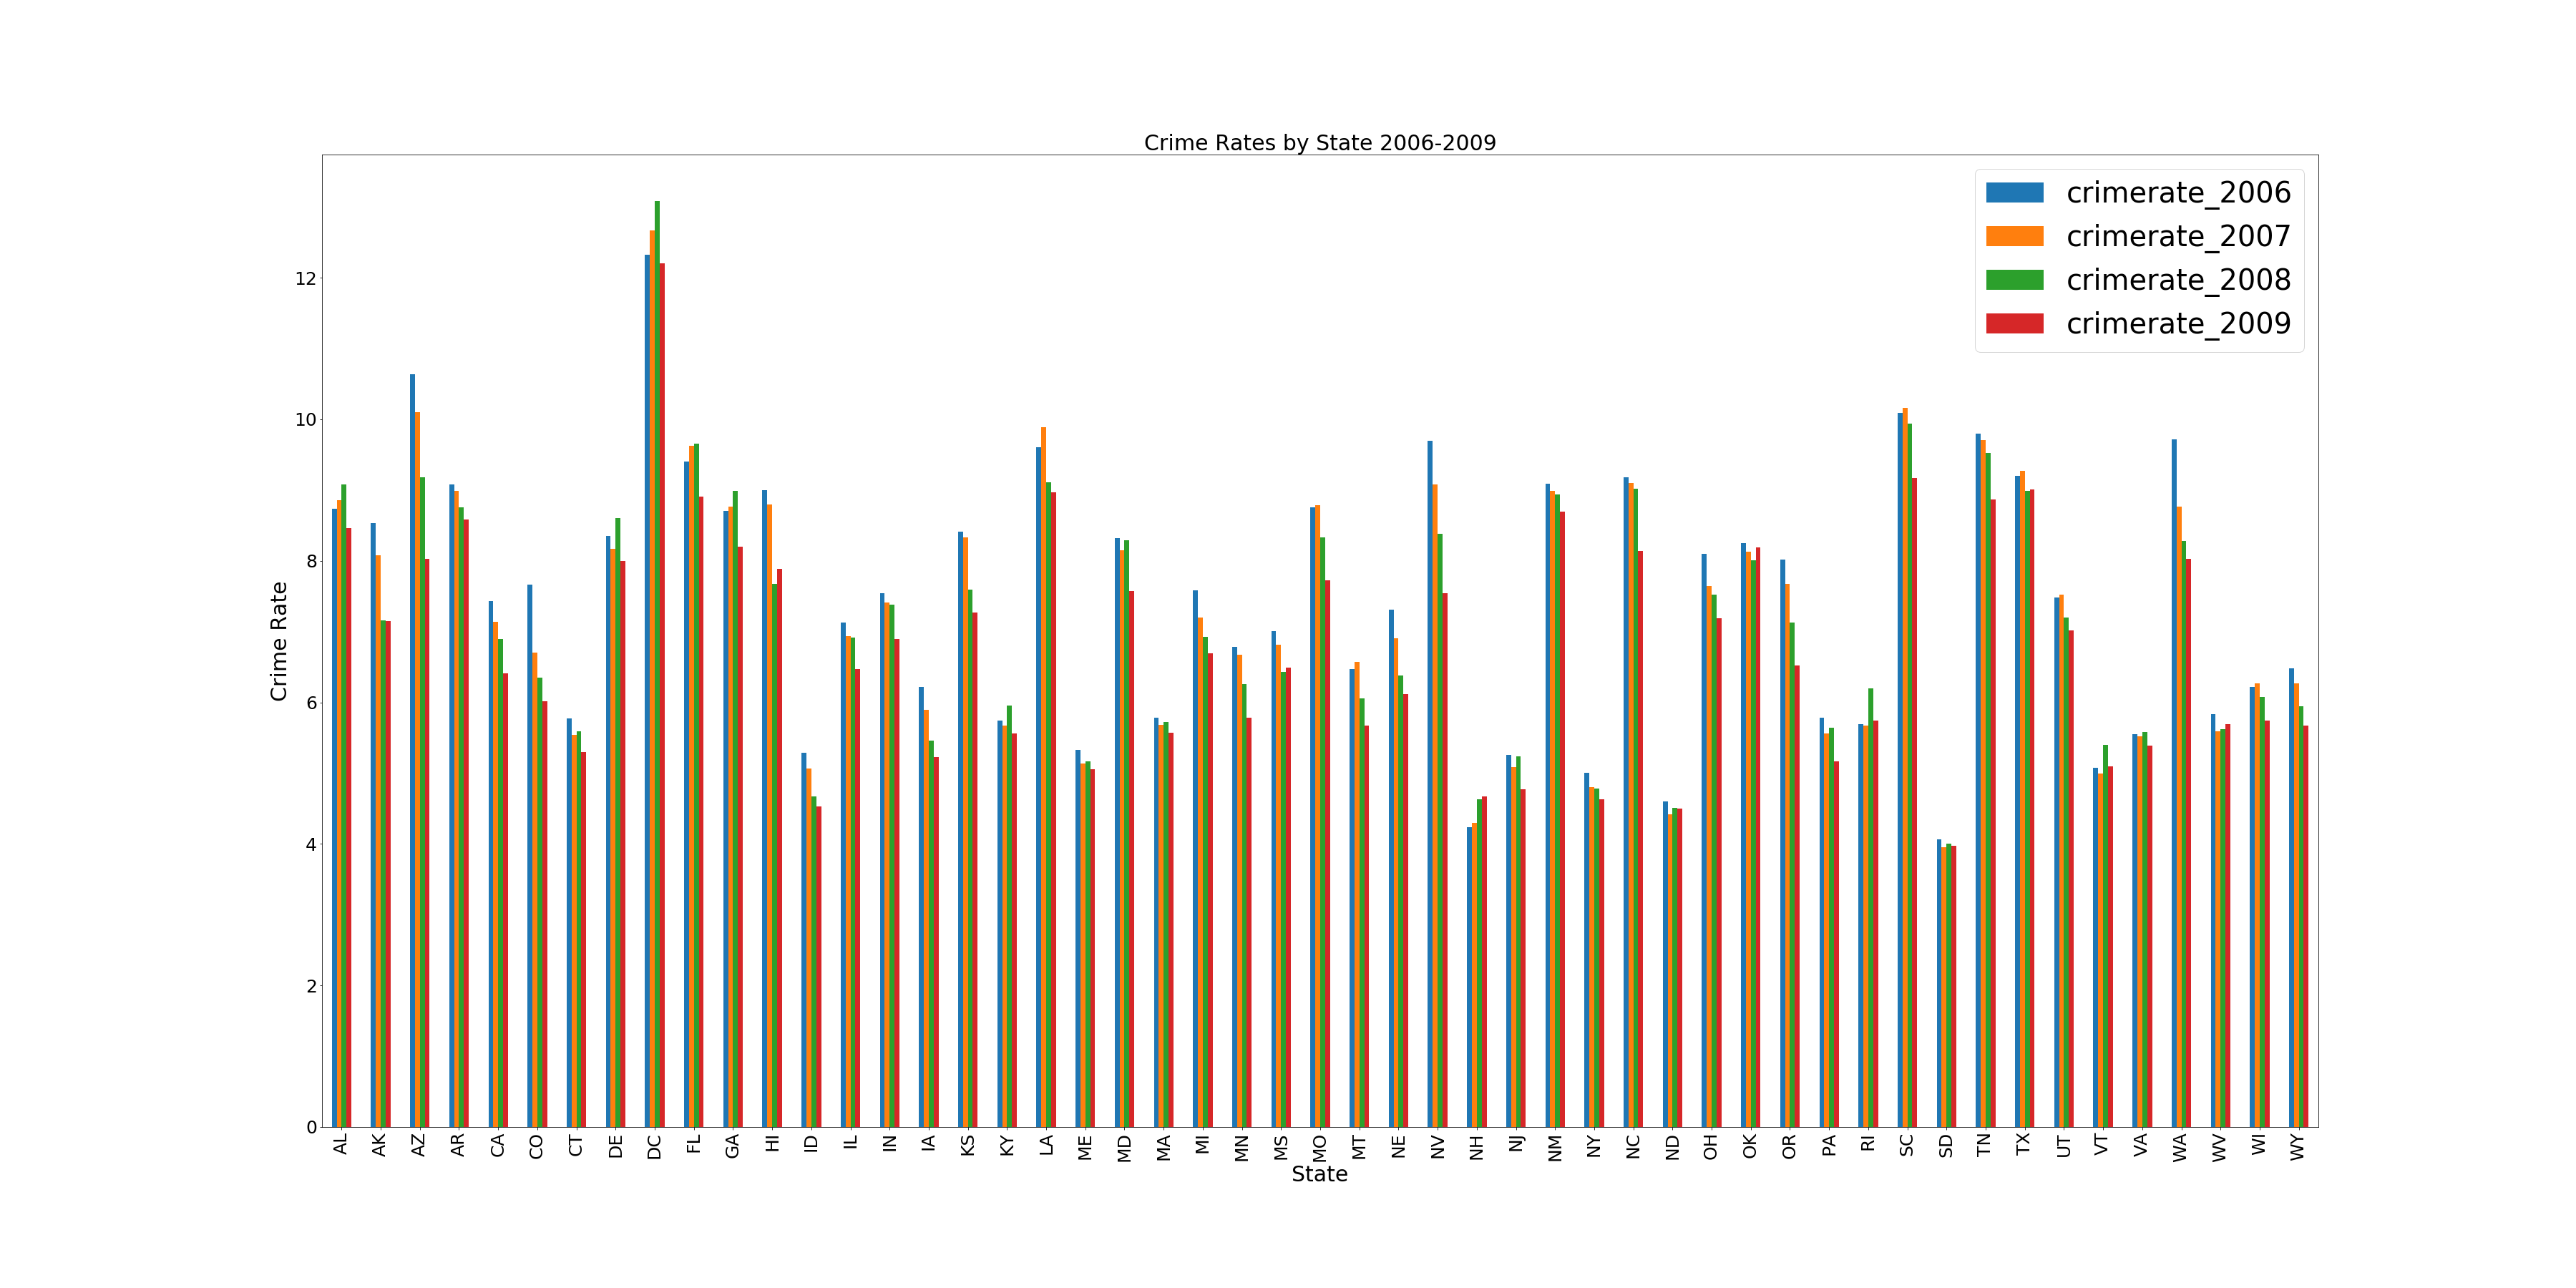 Crime Rates by State 2006-2009
crimerate_2006
crimerate_2007
crimerate_2008
crimerate_2009
Crime Rate
12
10
8
6
4
2
0
AL AK AZ AR CA CO CT DE DC FL GA HI ID IL IN IA KS KY LA ME MD MA MI MN MS MO MT NE NV NH NJ NM NY NC ND OH OK OR PA RI SC SD TN TX UT VT VA WA WV WI WY
State